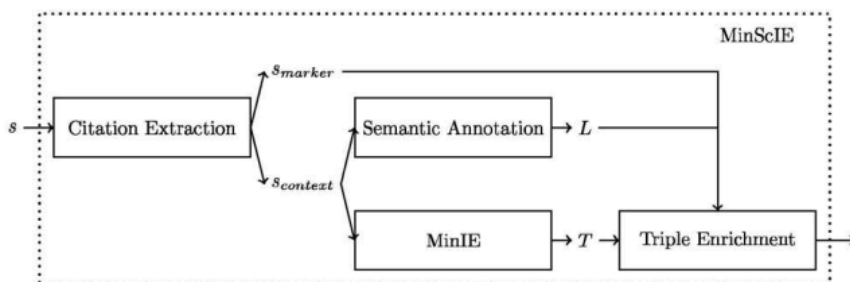 MinScIE
s_marker
s Citation Extraction Semantic Annotation L
s_context
MinIE T Triple Enrichment